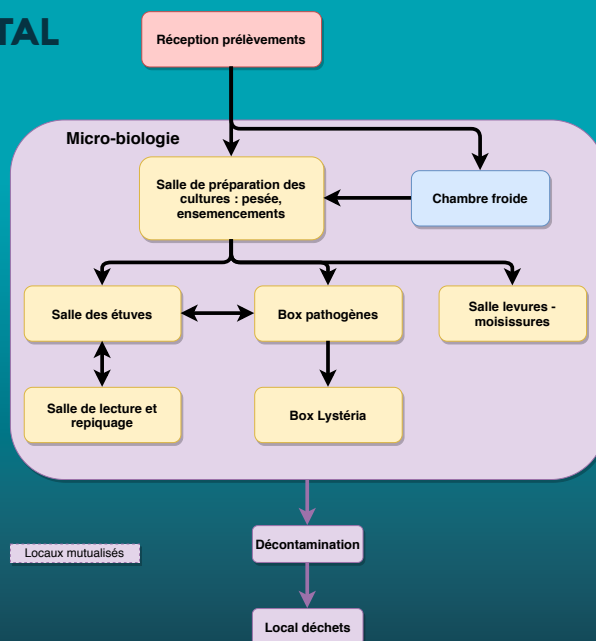 TAL
Réception prélèvements
Micro-biologie
Salle de préparation des
cultures : pesée,
ensemencements
Chambre froide
Salle des étuves
Box pathogènes
Salle levures -
moisissures
Salle de lecture et
repiquage
Box Lystéria
Locaux mutualisés
Décontamination
Local déchets